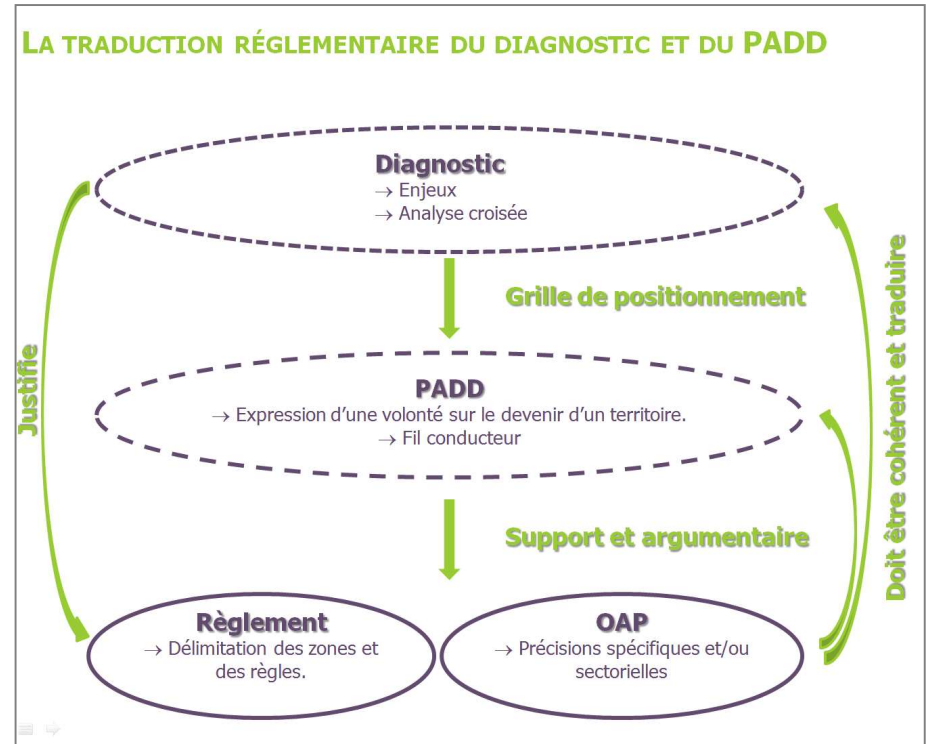 LA TRADUCTION RÉGLEMENTAIRE DU DIAGNOSTIC ET DU PADD
Diagnostic
→ Enjeux
→ Analyse croisée
Grille de positionnement
Justifie
Doit être cohérent et traduire
PADD
→ Expression d’une volonté sur le devenir d’un territoire.
→ Fil conducteur
Support et argumentaire
Règlement
→ Délimitation des zones et
des règles.
OAP
→ Précisions spécifiques et/ou
sectorielles